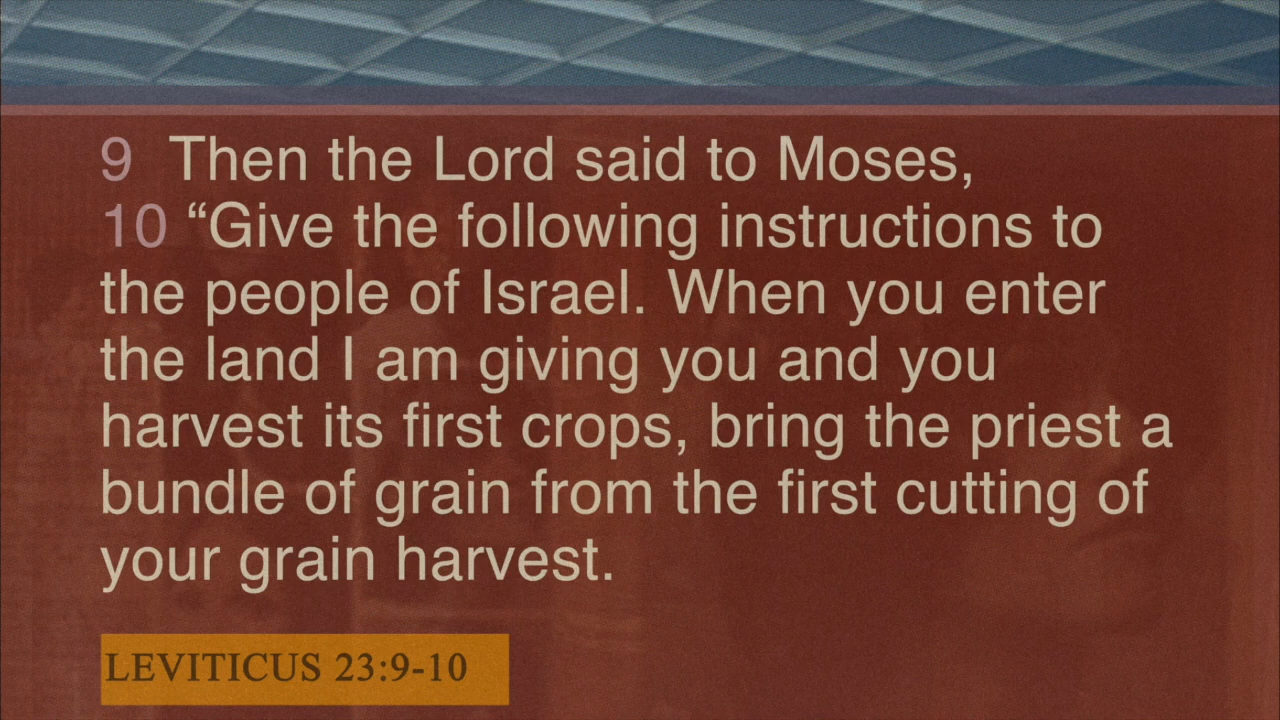 9 Then the Lord said to Moses,
10 “Give the following instructions to
the people of Israel. When you enter
the land I am giving you and you
harvest its first crops, bring the priest a
bundle of grain from the first cutting of
your grain harvest.
LEVITICUS 23:9-10